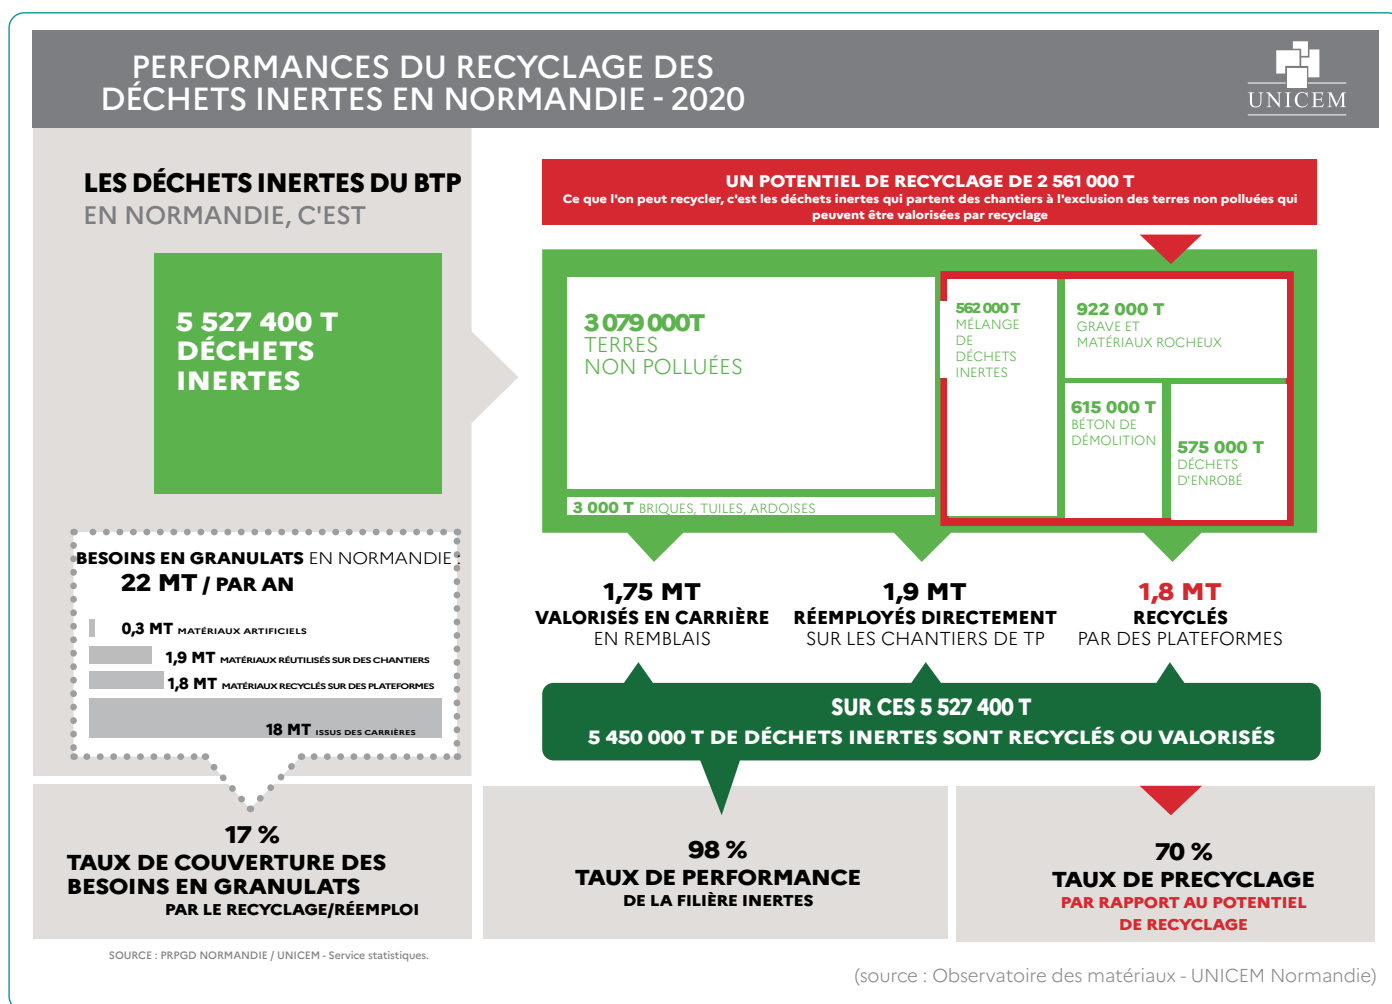 PERFORMANCES DU RECYCLAGE DES
DÉCHETS INERTES EN NORMANDIE - 2020
UNICEM
LES DÉCHETS INERTES DU BTP
EN NORMANDIE, C'EST
5 527 400 T
DÉCHETS
INERTES
UN POTENTIEL DE RECYCLAGE DE 2 561 000 T
Ce que l'on peut recycler, c'est les déchets inertes qui partent des chantiers à l'exclusion des terres non polluées qui
peuvent être valorisées par recyclage
3 079 000T
TERRES
NON POLLUÉES
3 000 T BRIQUES, TUILES, ARDOISES
562 000 T
MÉLANGE
DE
DÉCHETS
INERTES
922 000 T
GRAVE ET
MATÉRIAUX ROCHEUX
615 000 T
BÉTON DE
DÉMOLITION
575 000 T
DÉCHETS
D'ENROBÉ
BESOINS EN GRANULATS EN NORMANDIE :
22 MT / PAR AN
0,3 MT MATÉRIAUX ARTIFICIELS
1,9 MT MATÉRIAUX RÉUTILISÉS SUR DES CHANTIERS
1,8 MT MATÉRIAUX RECYCLÉS SUR DES PLATEFORMES
18 MT ISSUS DES CARRIÈRES
1,75 MT
VALORISÉS EN CARRIÈRE
EN REMBLAIS
1,9 MT
RÉEMPLOYÉS DIRECTEMENT
SUR LES CHANTIERS DE TP
1,8 MT
RECYCLÉS
PAR DES PLATEFORMES
SUR CES 5 527 400 T
5 450 000 T DE DÉCHETS INERTES SONT RECYCLÉS OU VALORISÉS
17 %
TAUX DE COUVERTURE DES
BESOINS EN GRANULATS
PAR LE RECYCLAGE/RÉEMPLOI
98 %
TAUX DE PERFORMANCE
DE LA FILIÈRE INERTES
70 %
TAUX DE PRECYCLAGE
PAR RAPPORT AU POTENTIEL
DE RECYCLAGE
SOURCE : PRPGD NORMANDIE / UNICEM - Service statistiques.
(source : Observatoire des matériaux - UNICEM Normandie)